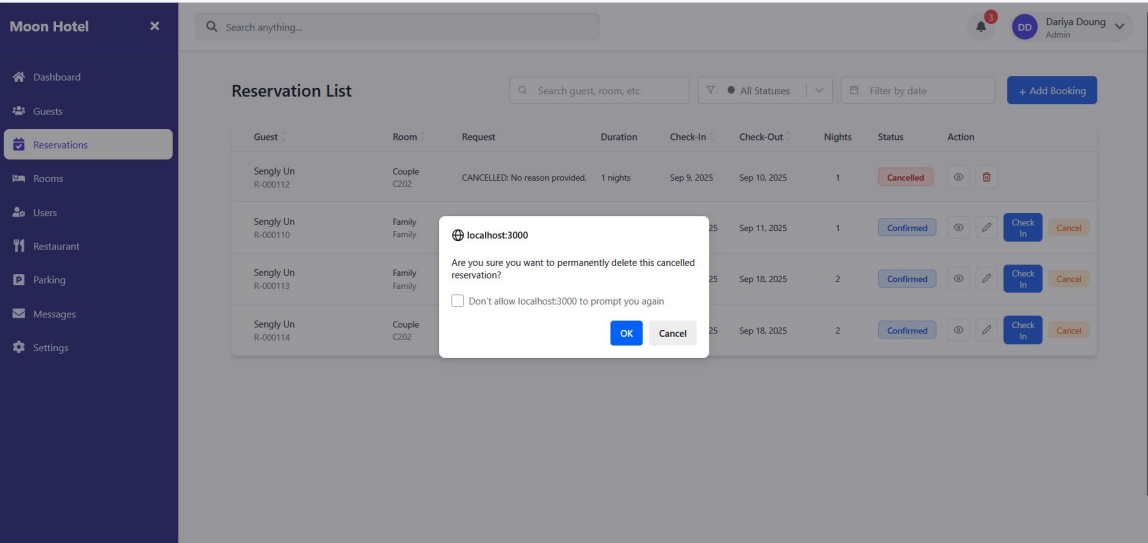 Moon Hotel
Search anything...
3
DD
Dariya Doung
Admin
Dashboard
Guests
Reservations
Rooms
Users
Restaurant
Parking
Messages
Settings
Reservation List
Search guest, room, etc
All Statuses
Filter by date
+ Add Booking
Guest Room Request Duration Check-In Check-Out Nights Status Action
Sengly Un Couple CANCELLED: No reason provided. 1 nights Sep 9, 2025 Sep 10, 2025 1 Cancelled
R-000112 C202
Sengly Un Family 25 Sep 11, 2025 1 Confirmed Check In Cancel
R-000110 Family
Sengly Un Family 25 Sep 18, 2025 2 Confirmed Check In Cancel
R-000113 Family
Sengly Un Couple 25 Sep 18, 2025 2 Confirmed Check In Cancel
R-000114 C202
localhost:3000
Are you sure you want to permanently delete this cancelled
reservation?
Don't allow localhost:3000 to prompt you again
OK Cancel